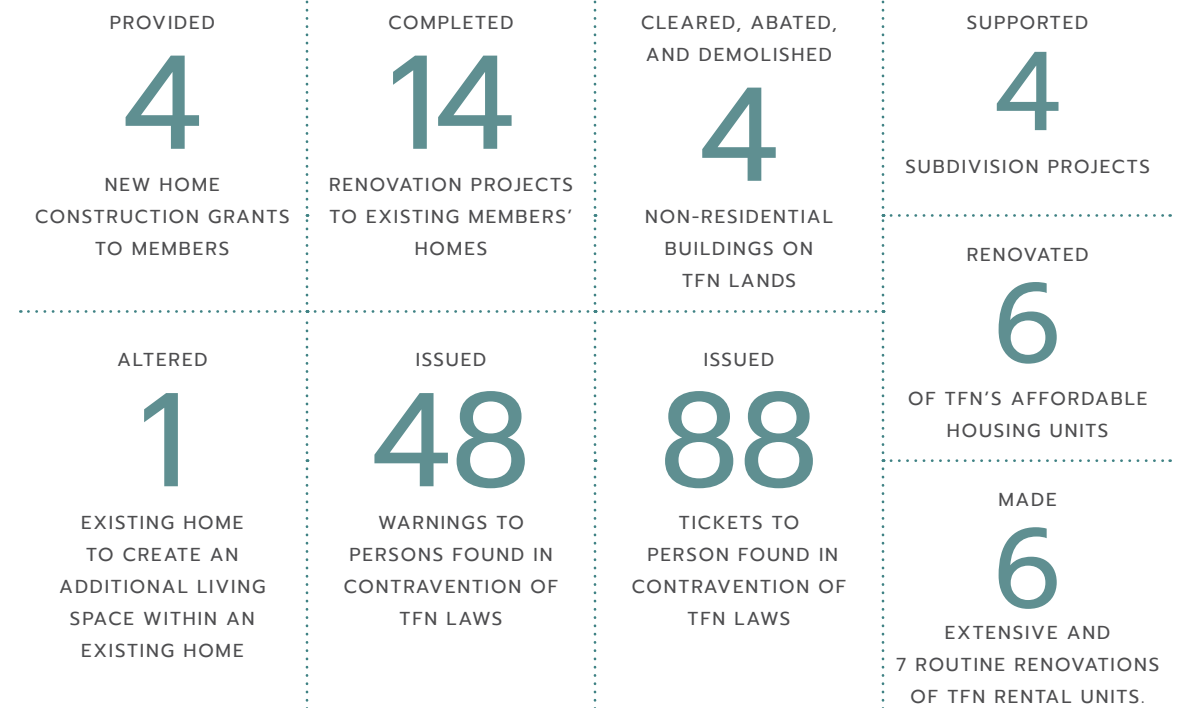 PROVIDED
4
NEW HOME
CONSTRUCTION GRANTS
TO MEMBERS
COMPLETED
14
RENOVATION PROJECTS
TO EXISTING MEMBERS’
HOMES
CLEARED, ABATED,
AND DEMOLISHED
4
NON-RESIDENTIAL
BUILDINGS ON
TFN LANDS
SUPPORTED
4
SUBDIVISION PROJECTS
RENOVATED
6
OF TFN’S AFFORDABLE
HOUSING UNITS
MADE
6
EXTENSIVE AND
7 ROUTINE RENOVATIONS
OF TFN RENTAL UNITS.
ALTERED
1
EXISTING HOME
TO CREATE AN
ADDITIONAL LIVING
SPACE WITHIN AN
EXISTING HOME
ISSUED
48
WARNINGS TO
PERSONS FOUND IN
CONTRAVENTION OF
TFN LAWS
ISSUED
88
TICKETS TO
PERSON FOUND IN
CONTRAVENTION OF
TFN LAWS